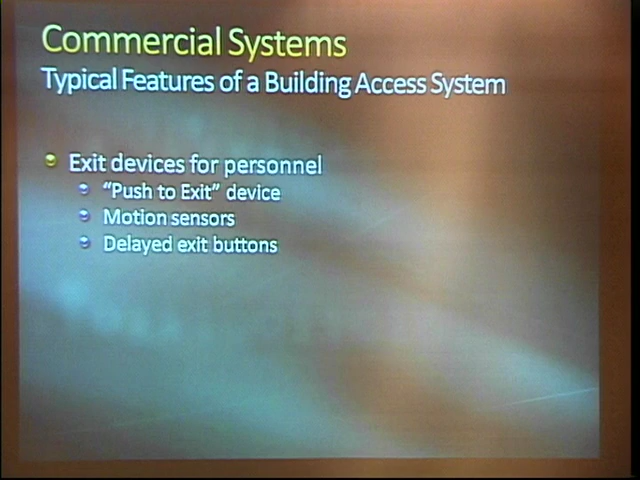 Commercial Systems
Typical Features of a Building Access System
Exit devices for personnel
“Push to Exit” device
Motion sensors
Delayed exit buttons